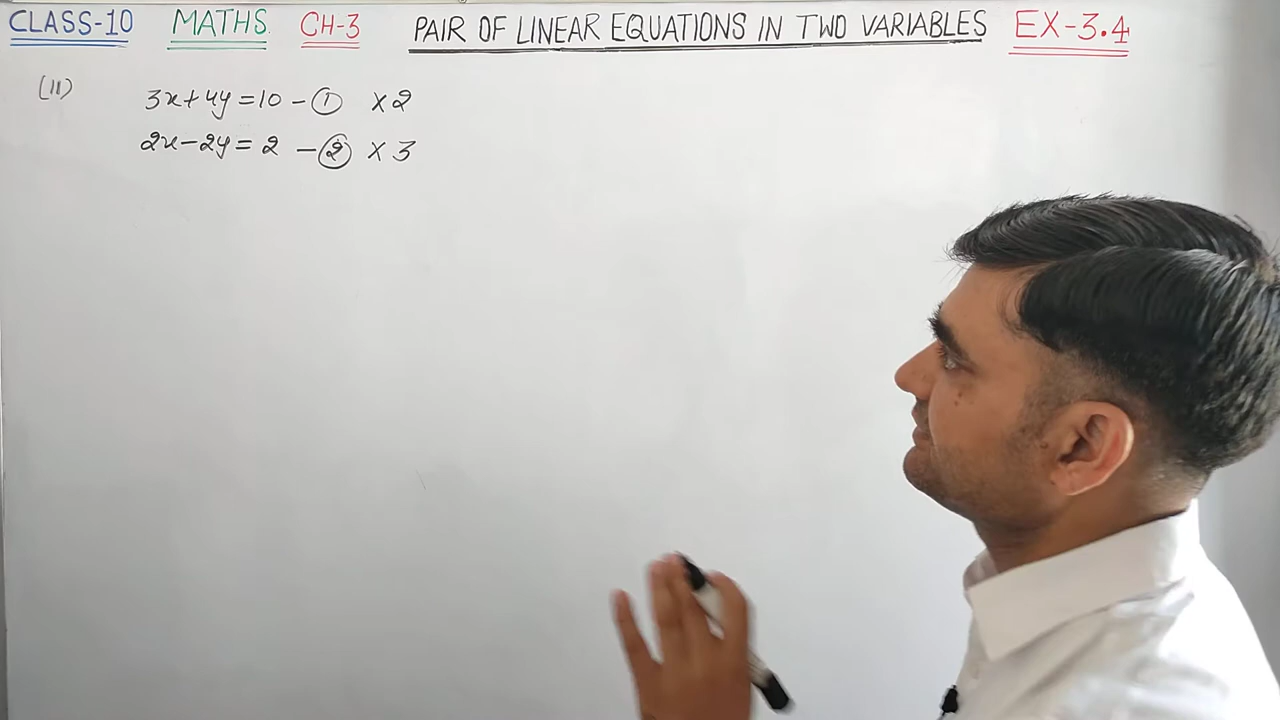 CLASS-10 MATHS CH-3 PAIR OF LINEAR EQUATIONS IN TWO VARIABLES EX-3.4
(II) 3x+4y=10 -① ×2
2x-2y=2 -② ×3